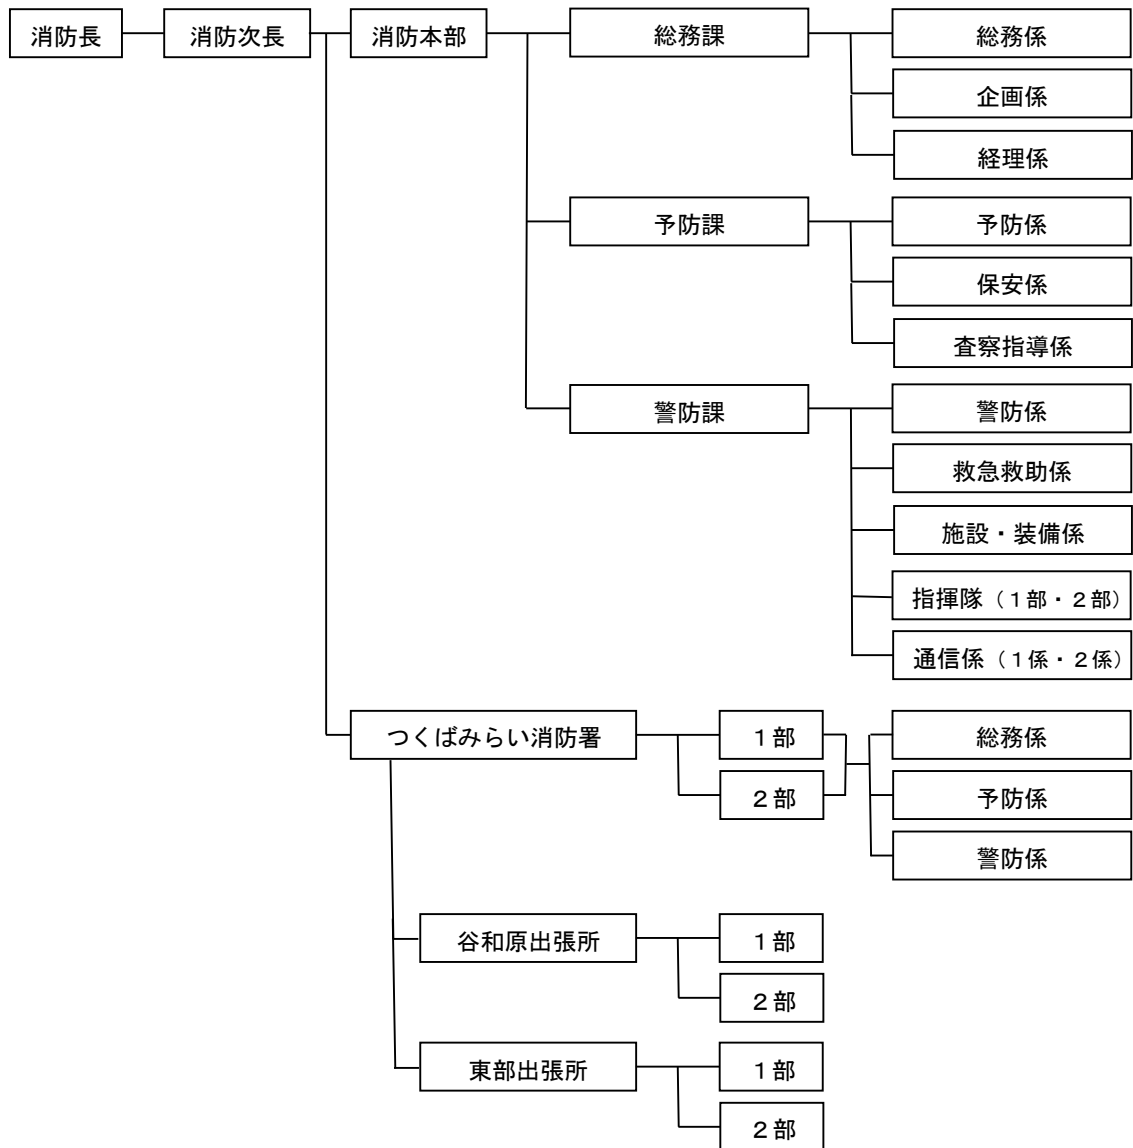 消防長
消防次長
消防本部
総務課
総務係
企画係
経理係
予防課
予防係
保安係
査察指導係
警防課
警防係
救急救助係
施設・装備係
指揮隊（１部・２部）
通信係（１係・２係）
つくばみらい消防署
１部
２部
総務係
予防係
警防係
谷和原出張所
１部
２部
東部出張所
１部
２部